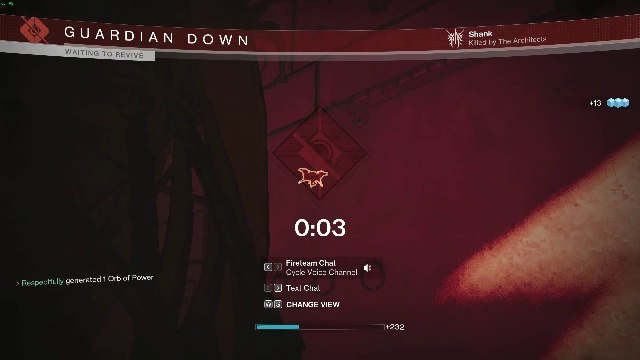 GUARDIAN DOWN
WAITING TO REVIVE
Shank
Killed by The Architects
+13
0:03
Fireteam Chat
Cycle Voice Channel
Text Chat
CHANGE VIEW
> Respectfully generated 1 Orb of Power
+232